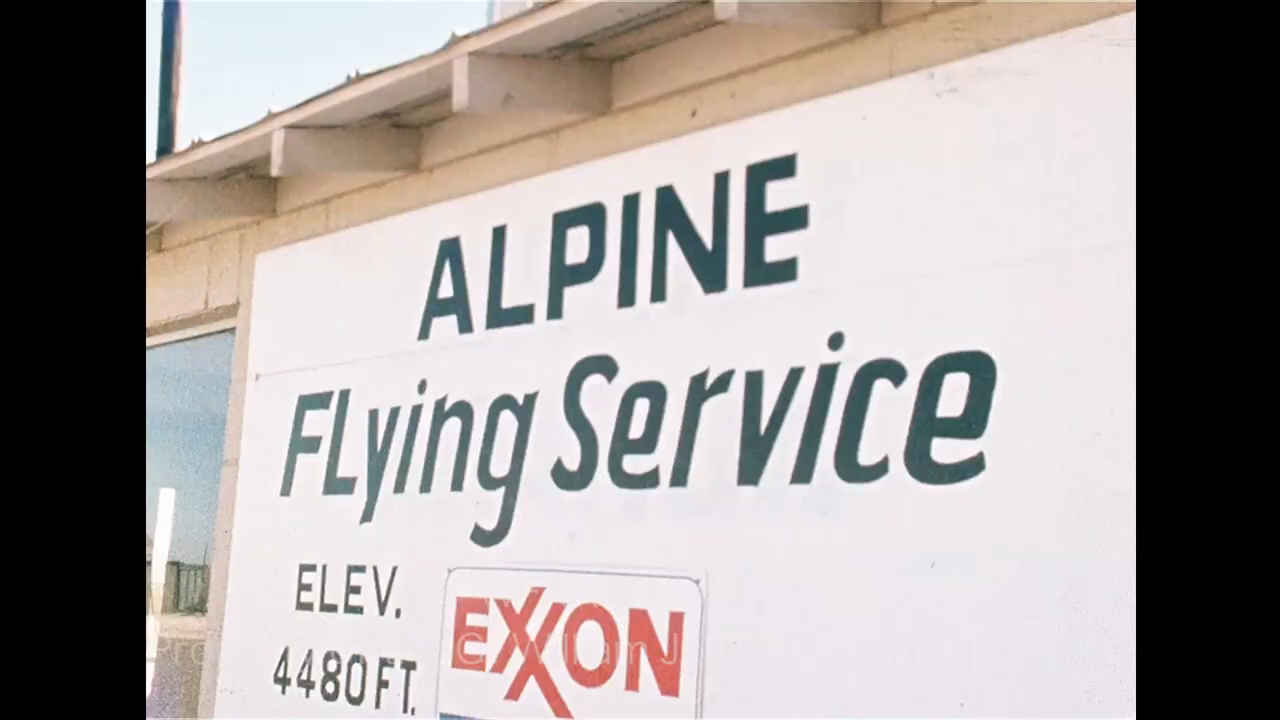 ALPINE
FLying Service
ELEV.
4480 FT.
EXXON